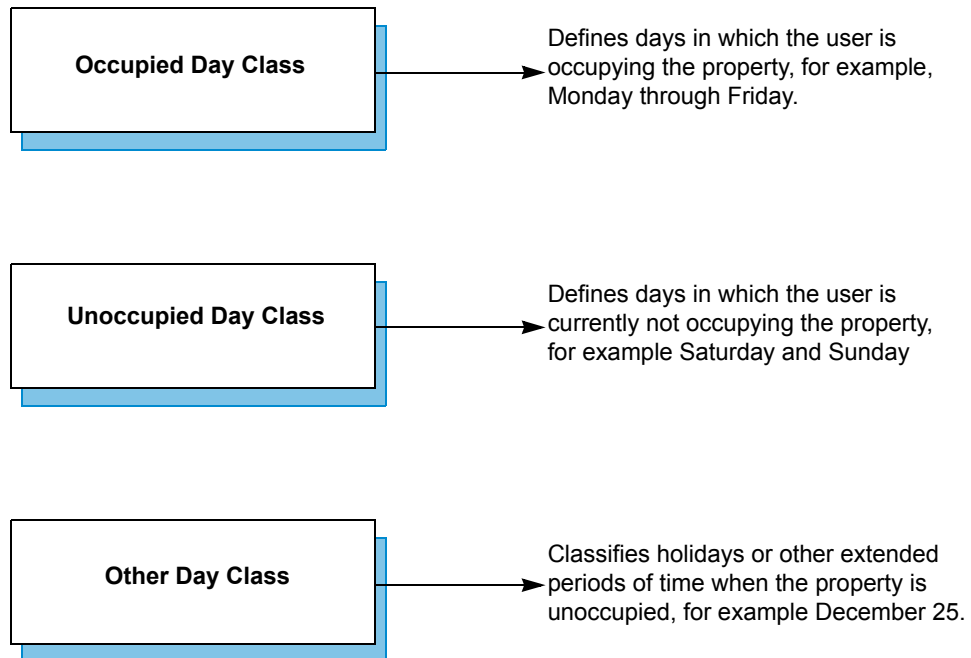 Occupied Day Class
Defines days in which the user is
occupying the property, for example,
Monday through Friday.
Unoccupied Day Class
Defines days in which the user is
currently not occupying the property,
for example Saturday and Sunday
Other Day Class
Classifies holidays or other extended
periods of time when the property is
unoccupied, for example December 25.